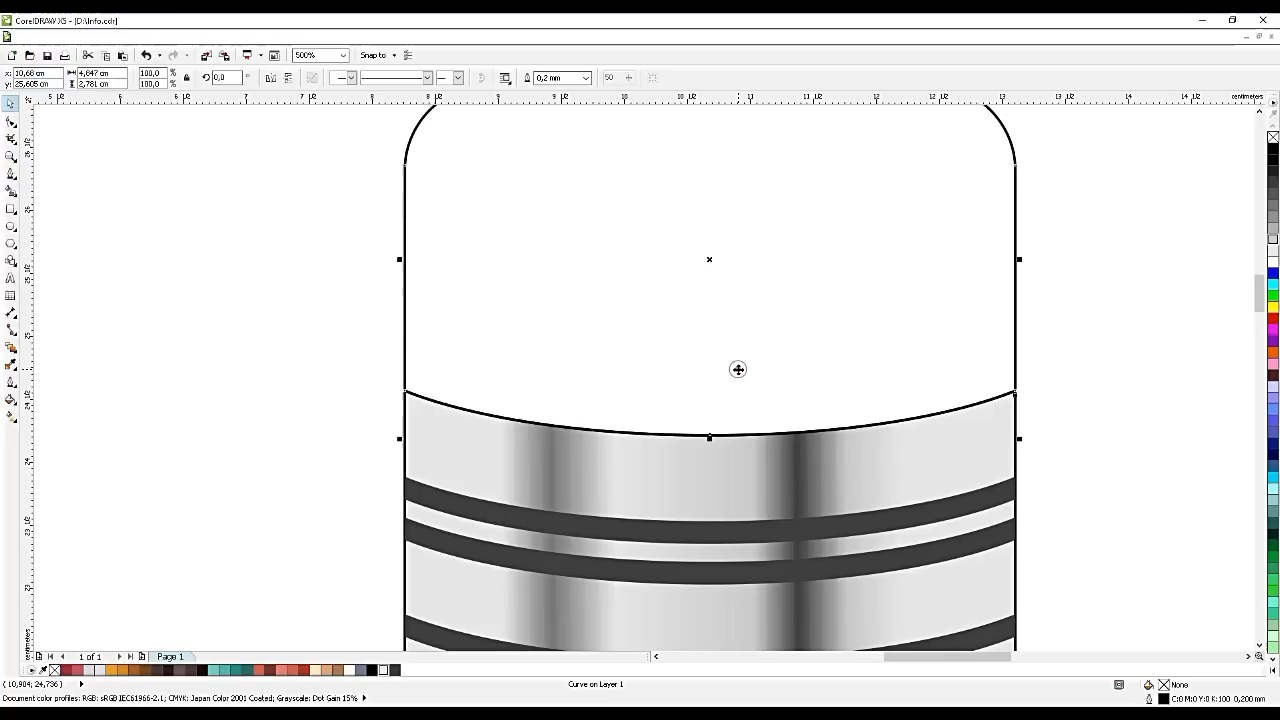 CorelDRAW X5 - [D:\Info.cdr]
500%
Snap to
x: 10,68 cm 4,847 cm 100,0 % 0,0 ° 0,2 mm 50 +
y: 25,605 cm 2,781 cm 100,0 %
centimeters
1 of 1
Page 1
( 10,904; 24,736 )
Curve on Layer 1
None
Document color profiles: RGB: sRGB IEC61966-2.1; CMYK: Japan Color 2001 Coated; Grayscale: Dot Gain 15%
C:0 M:0 Y:0 K:100 0,200 mm